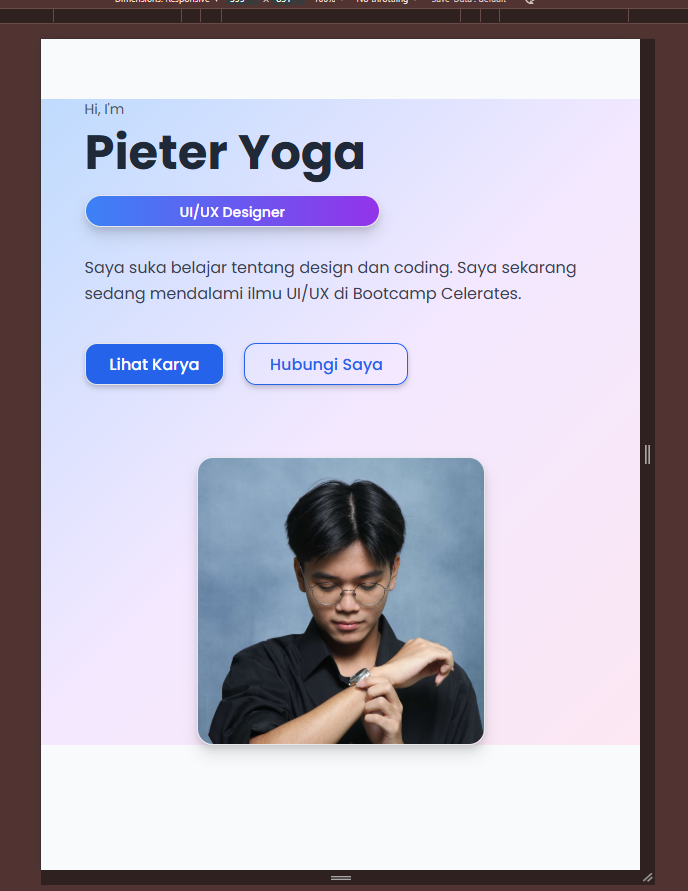 Hi, I'm
Pieter Yoga
UI/UX Designer
Saya suka belajar tentang design dan coding. Saya sekarang
sedang mendalami ilmu UI/UX di Bootcamp Celerates.
Lihat Karya
Hubungi Saya